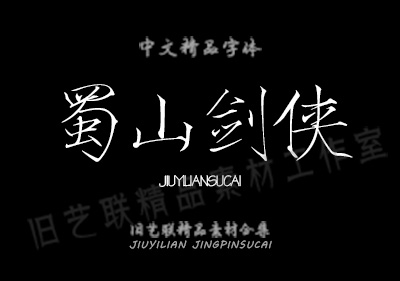 中文精品字体
蜀山剑侠
JIUYILIANSUCAI
旧艺联精品素材工作室
旧艺联精品素材合集
JIUYILIAN JINGPINSUCAI